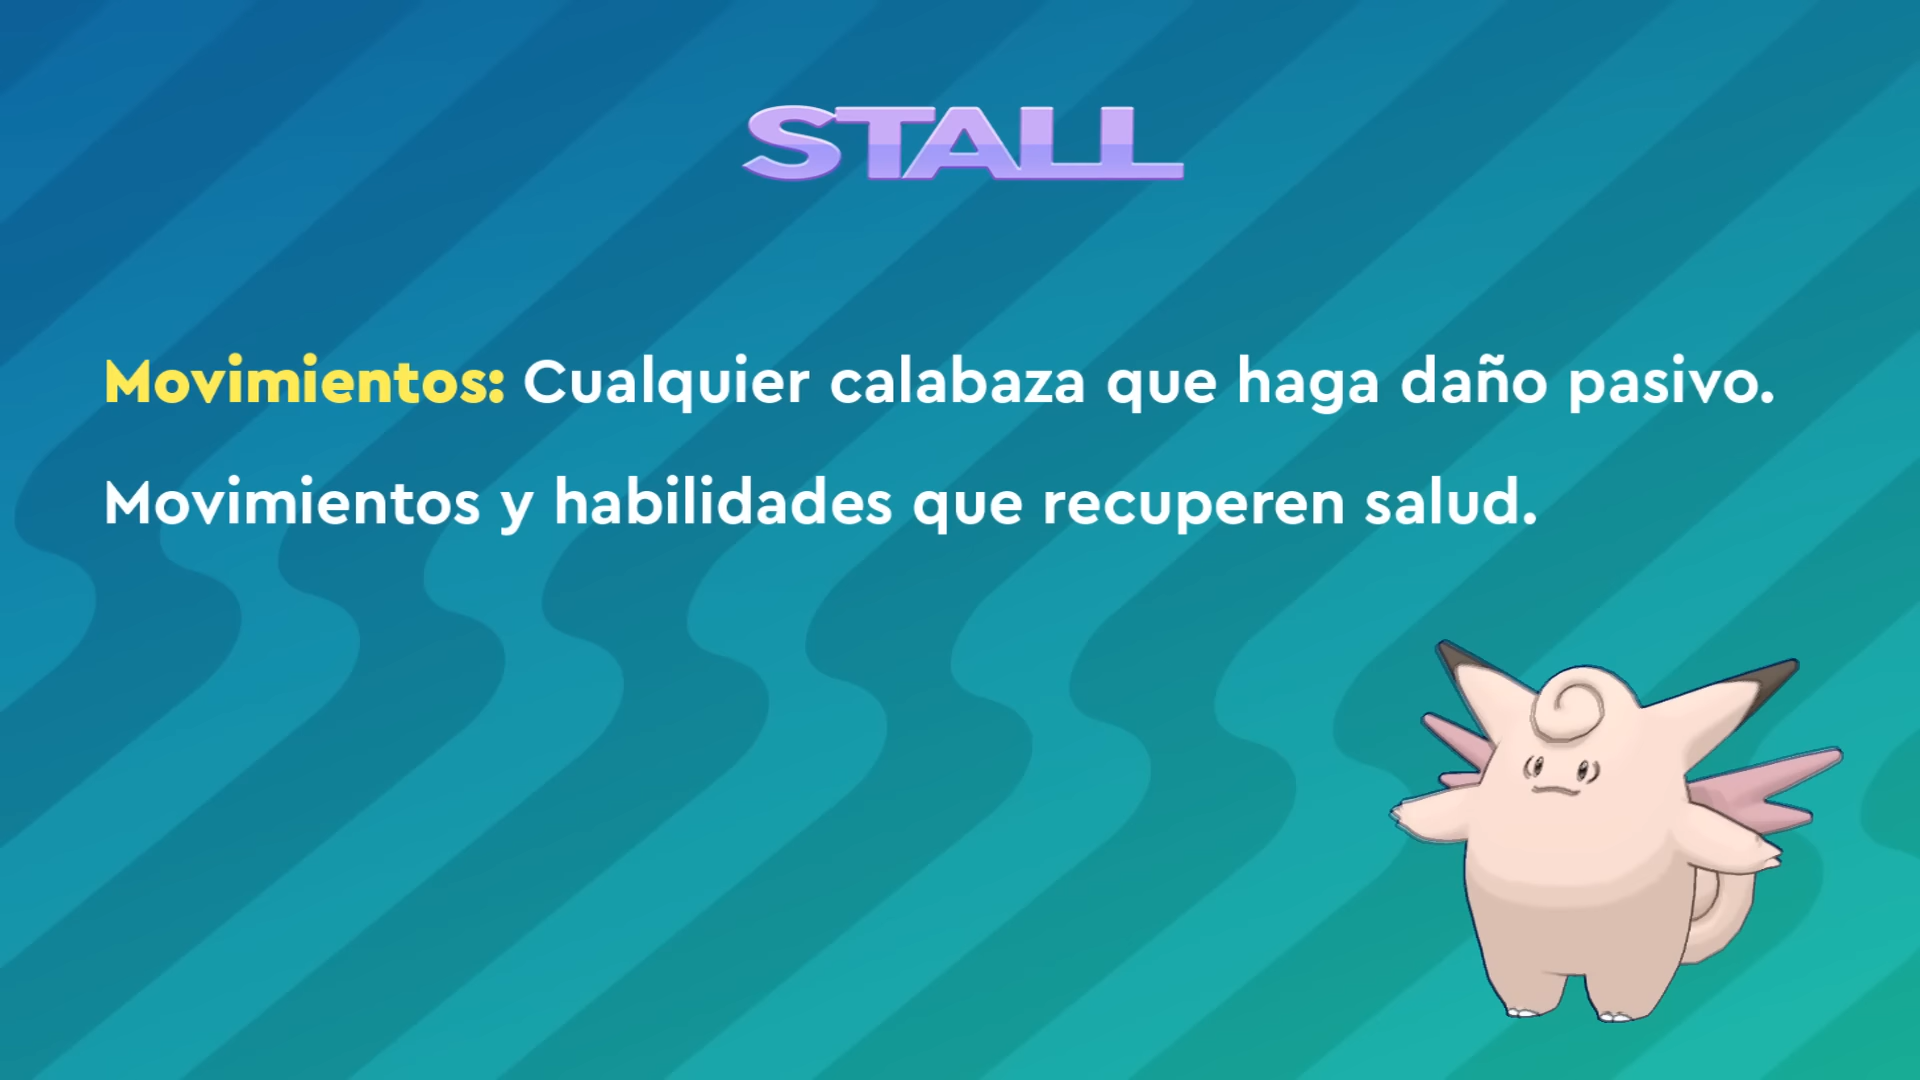 STALL
Movimientos: Cualquier calabaza que haga daño pasivo.
Movimientos y habilidades que recuperen salud.